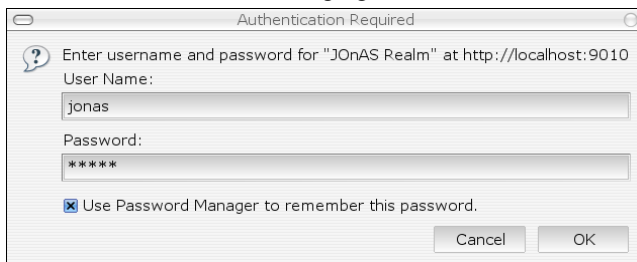 Authentication Required
Enter username and password for "JOnAS Realm" at http://localhost:9010
User Name:
jonas
Password:
*****
Use Password Manager to remember this password.
Cancel OK